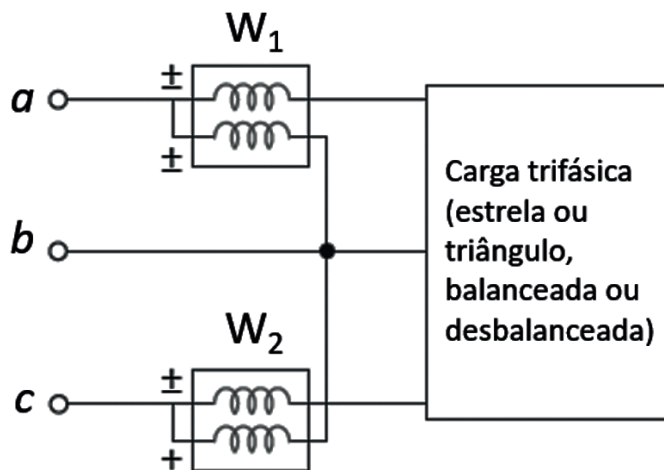 W₁
±
a
±
b
Carga trifásica
(estrela ou
triângulo,
balanceada ou
desbalanceada)
W₂
±
c
+